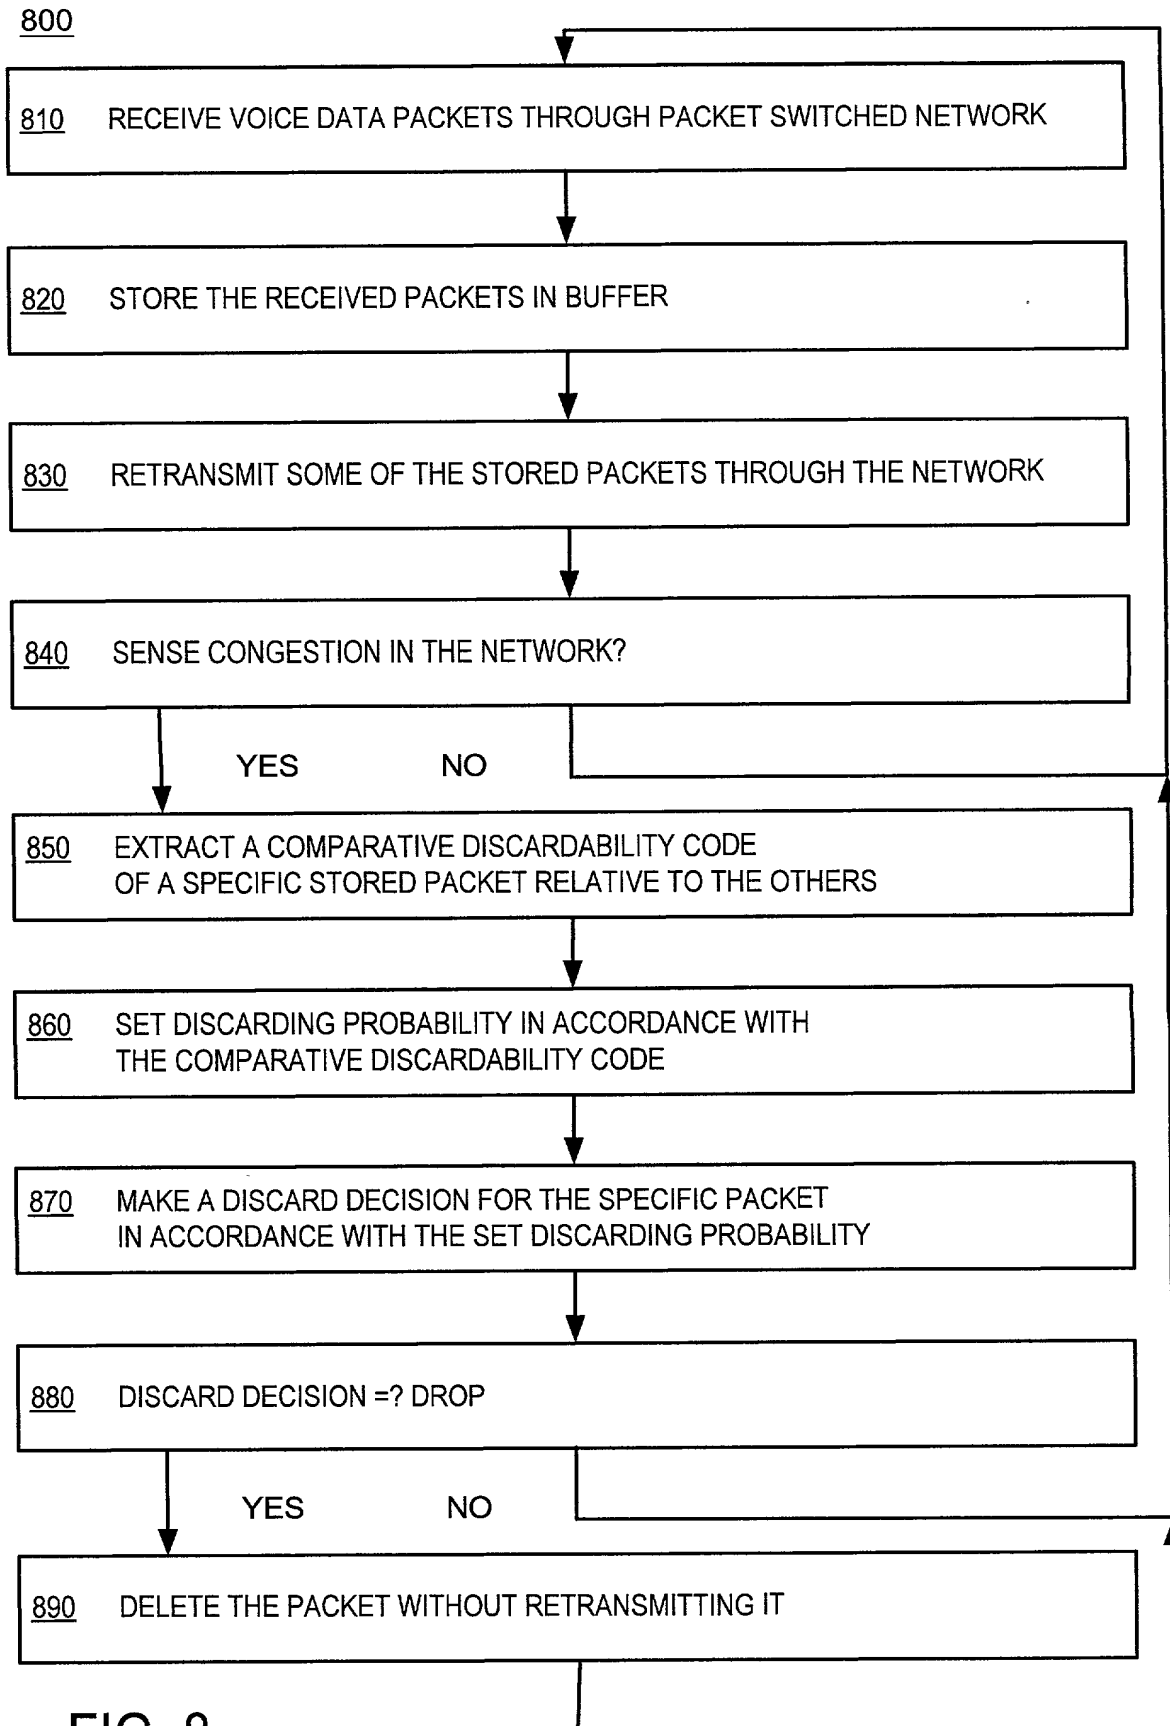 800
810 RECEIVE VOICE DATA PACKETS THROUGH PACKET SWITCHED NETWORK
820 STORE THE RECEIVED PACKETS IN BUFFER
830 RETRANSMIT SOME OF THE STORED PACKETS THROUGH THE NETWORK
840 SENSE CONGESTION IN THE NETWORK?
YES NO
850 EXTRACT A COMPARATIVE DISCARDABILITY CODE
OF A SPECIFIC STORED PACKET RELATIVE TO THE OTHERS
860 SET DISCARDING PROBABILITY IN ACCORDANCE WITH
THE COMPARATIVE DISCARDABILITY CODE
870 MAKE A DISCARD DECISION FOR THE SPECIFIC PACKET
IN ACCORDANCE WITH THE SET DISCARDING PROBABILITY
880 DISCARD DECISION =? DROP
YES NO
890 DELETE THE PACKET WITHOUT RETRANSMITTING IT
FIG. 8